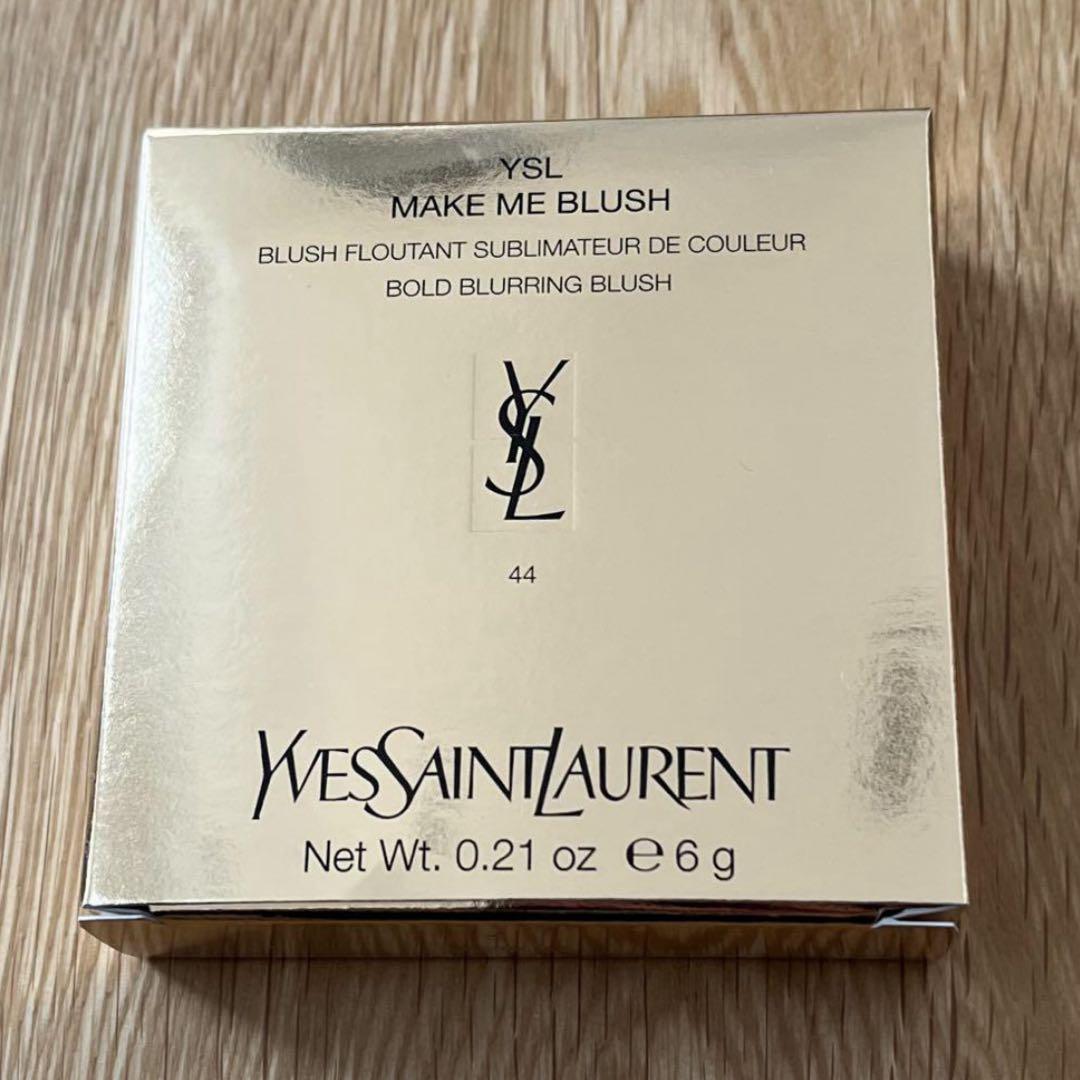 YSL
MAKE ME BLUSH
BLUSH FLOUTANT SUBLIMATEUR DE COULEUR
BOLD BLURRING BLUSH
YSL
44
YVESSAINTLAURENT
Net Wt. 0.21 oz ℮ 6 g